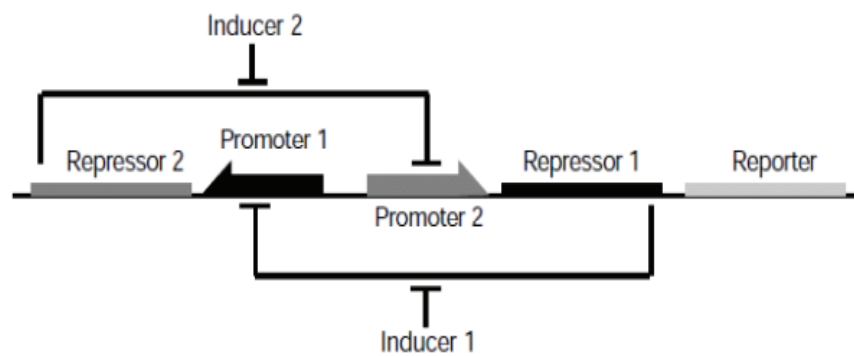 Inducer 2
Promoter 1
Repressor 2
Repressor 1
Reporter
Promoter 2
Inducer 1